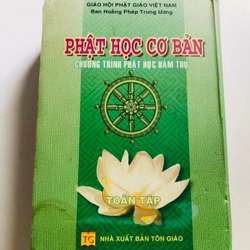 GIÁO HỘI PHẬT GIÁO VIỆT NAM
Ban Hoằng Pháp Trung Ương
PHẬT HỌC CƠ BẢN
CHƯƠNG TRÌNH PHẬT HỌC HÀM THỤ
TOÀN TẬP
TG
NHÀ XUẤT BẢN TÔN GIÁO